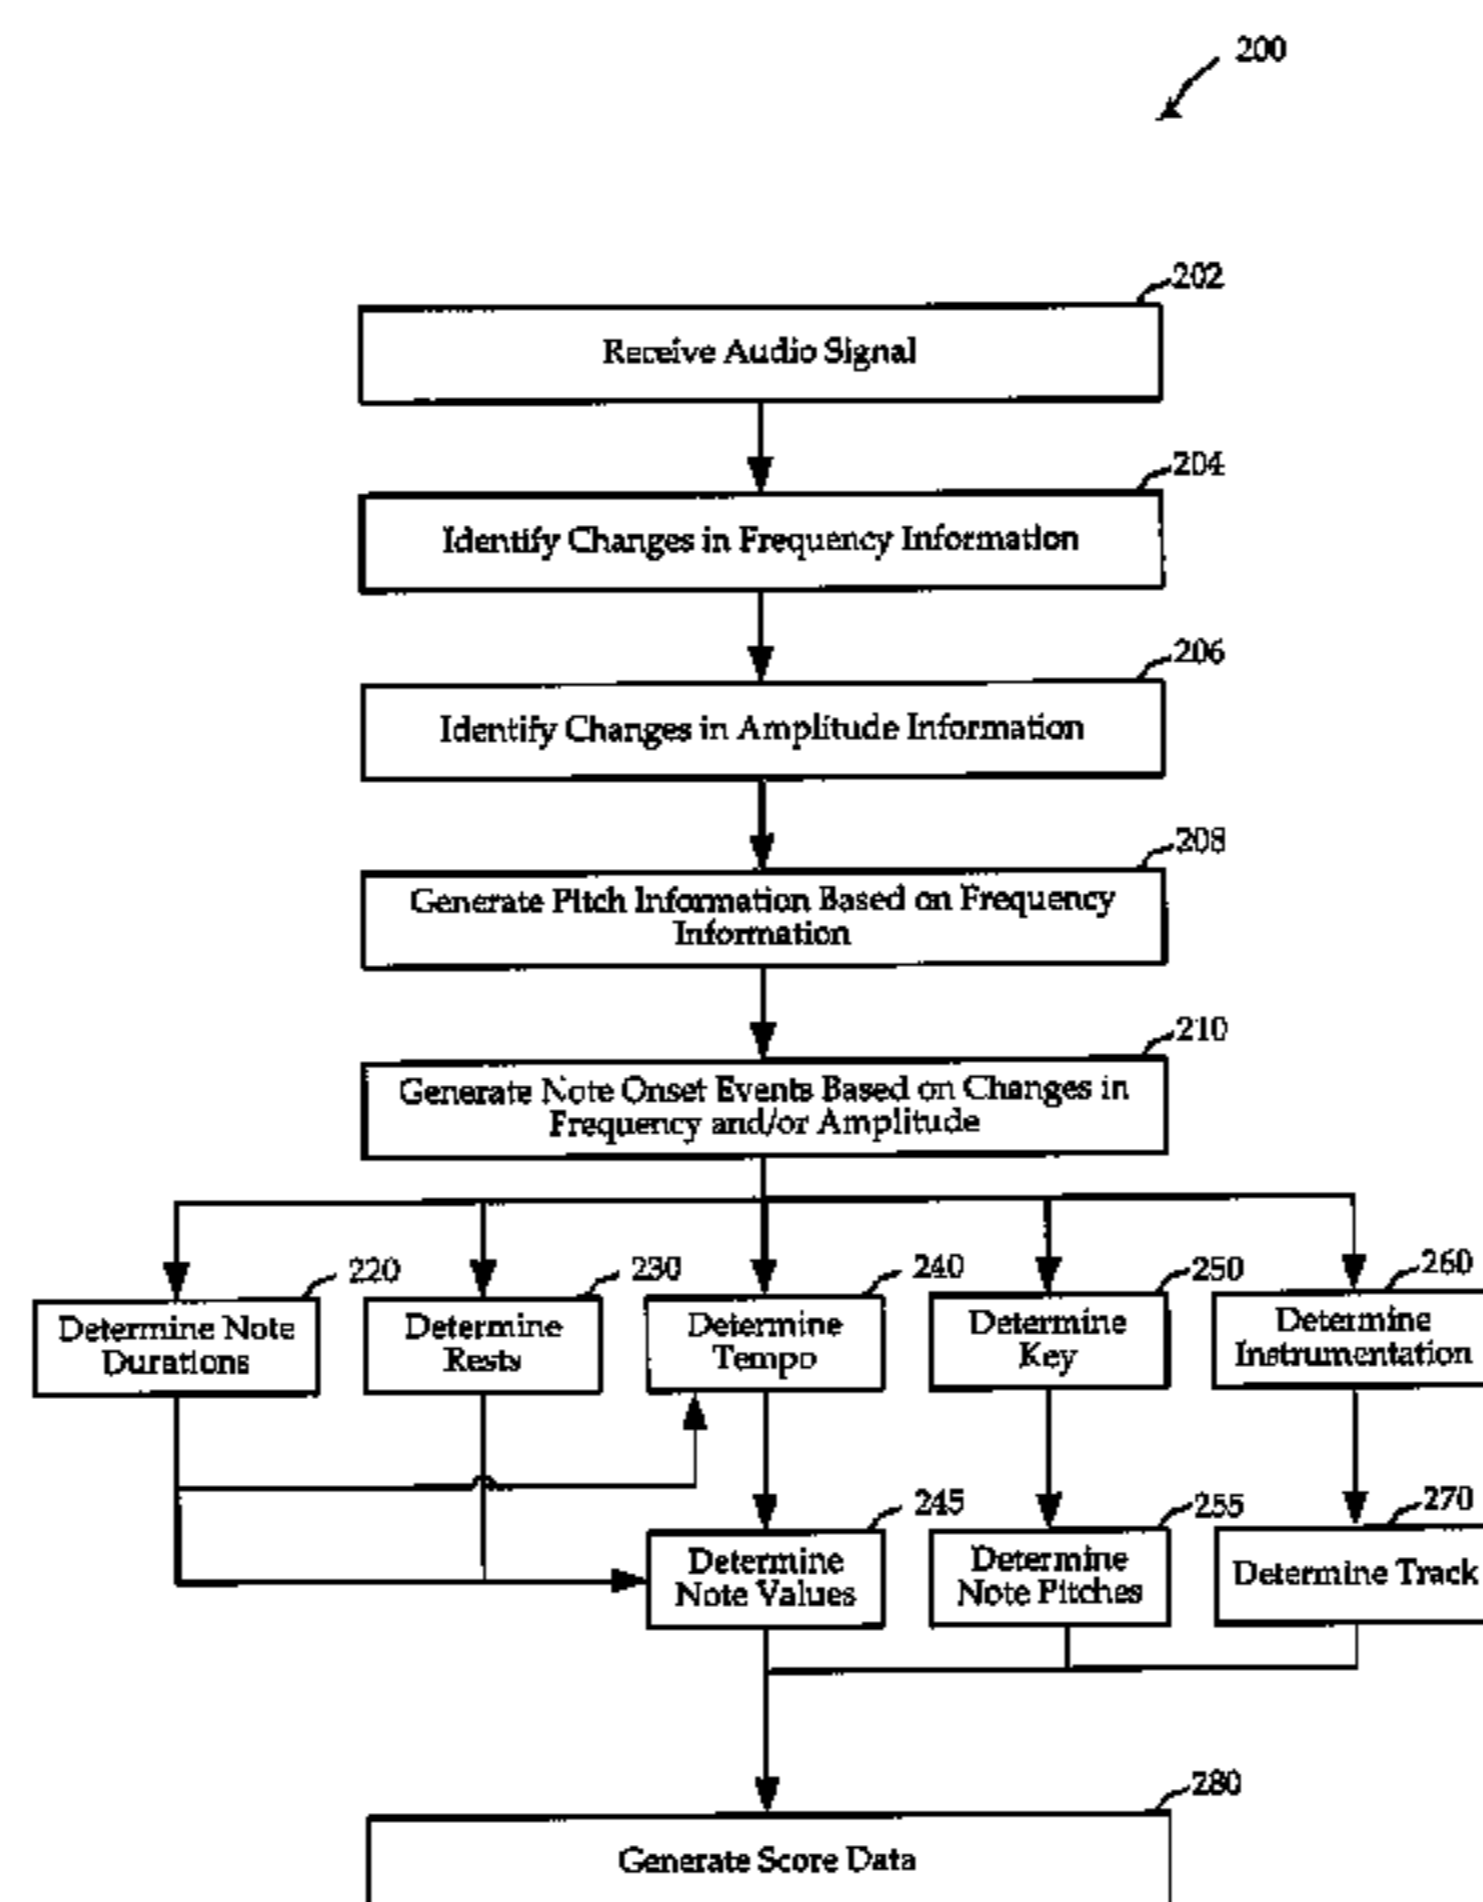 200
202
Receive Audio Signal
204
Identify Changes in Frequency Information
206
Identify Changes in Amplitude Information
208
Generate Pitch Information Based on Frequency
Information
210
Generate Note Onset Events Based on Changes in
Frequency and/or Amplitude
220
Determine Note
Durations
230
Determine
Rests
240
Determine
Tempo
250
Determine
Key
260
Determine
Instrumentation
245
Determine
Note Values
255
Determine
Note Pitches
270
Determine Track
280
Generate Score Data